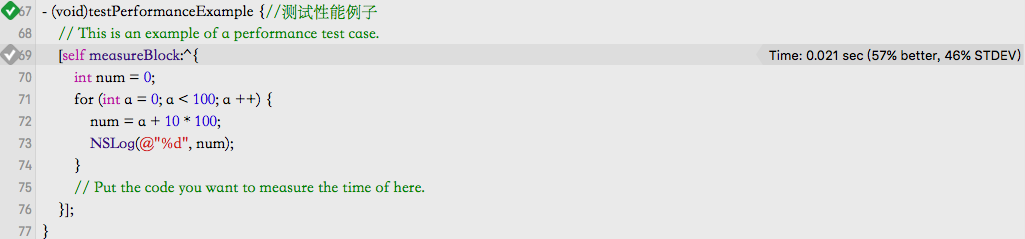 67 - (void)testPerformanceExample {//测试性能例子
68 // This is an example of a performance test case.
69 [self measureBlock:^{ Time: 0.021 sec (57% better, 46% STDEV)
70 int num = 0;
71 for (int a = 0; a < 100; a ++) {
72 num = a + 10 * 100;
73 NSLog(@"%d", num);
74 }
75 // Put the code you want to measure the time of here.
76 }];
77 }